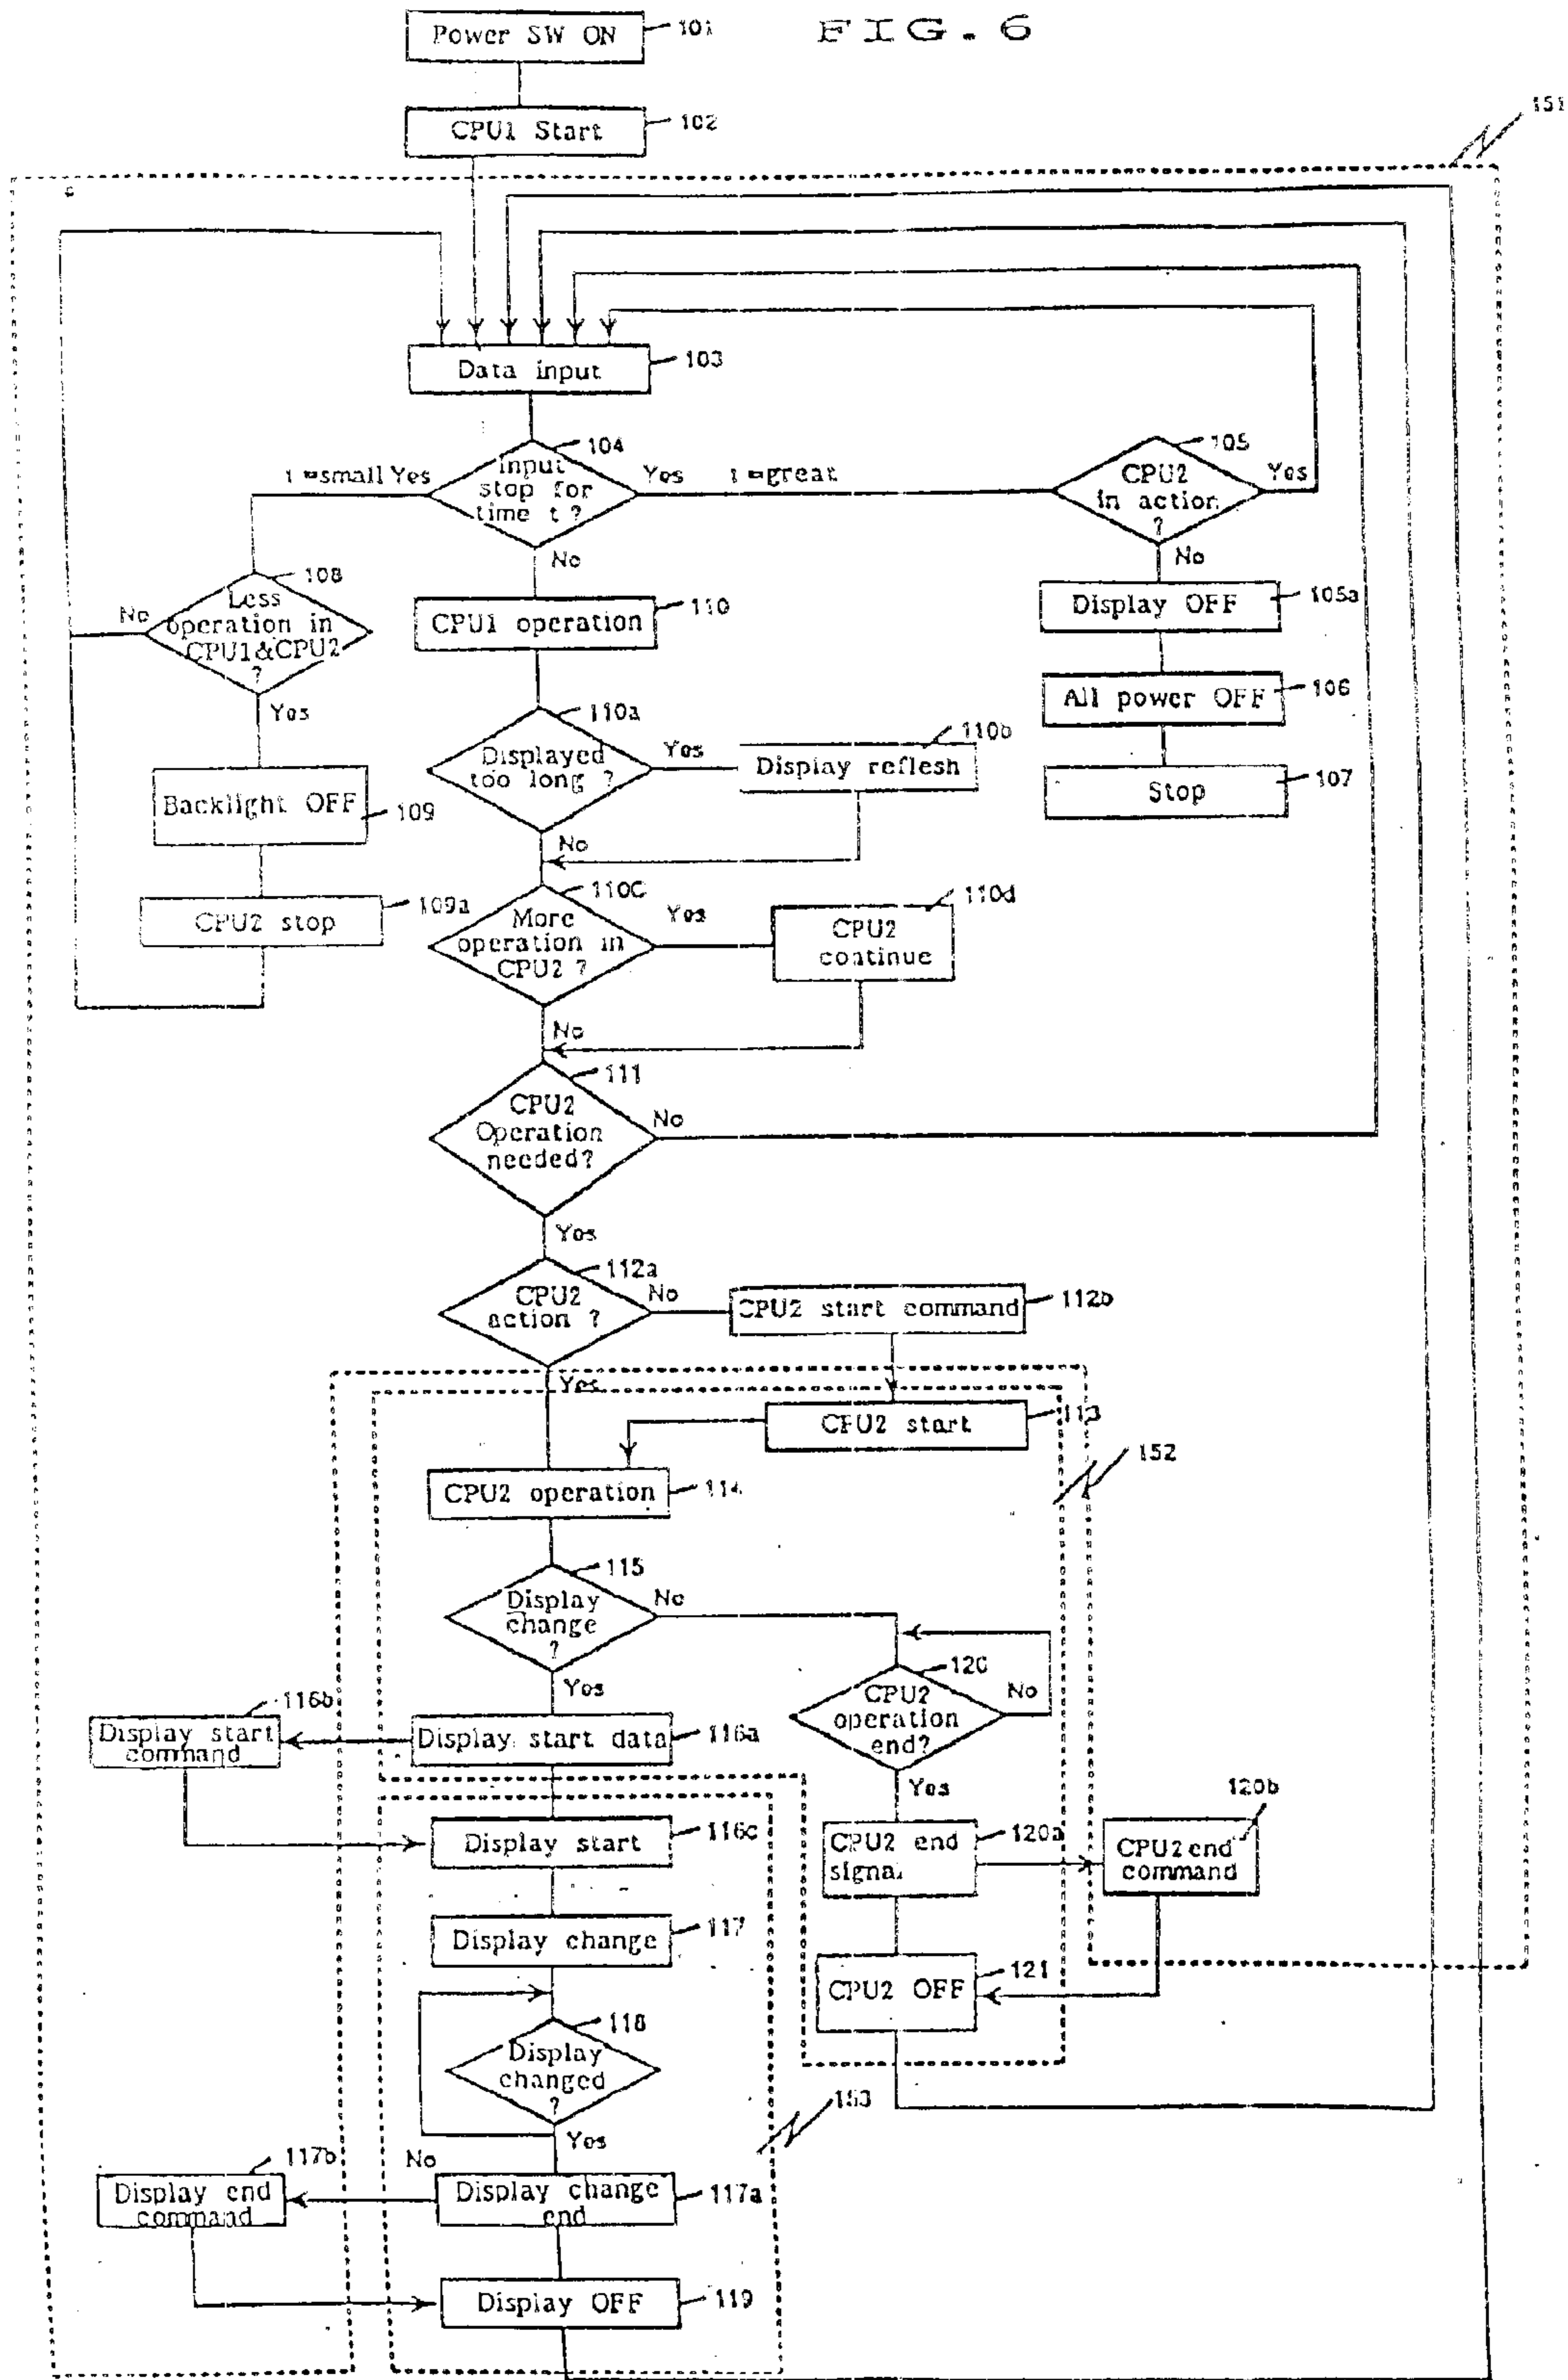 FIG. 6
Power SW ON
101
CPU1 Start
102
151
Data input
103
104
Input
stop for
time t ?
t = small Yes
Yes t = great
No
105
CPU2
in action
?
Yes
No
Display OFF
105a
All power OFF
106
Stop
107
108
Less
operation in
CPU1&CPU2
?
No
Yes
Backlight OFF
109
CPU2 stop
109a
CPU1 operation
110
110a
Displayed
too long ?
Yes
No
110b
Display reflesh
110C
More
operation in
CPU2 ?
Yes
No
110d
CPU2
continue
111
CPU2
Operation
needed?
No
Yes
112a
CPU2
action ?
No
Yes
CPU2 start command
112b
CPU2 start
113
152
CPU2 operation
114
115
Display
change
?
No
Yes
120
CPU2
operation
end?
No
Yes
116b
Display start
command
Display start data
116a
Display start
116c
CPU2 end
signal
120a
120b
CPU2 end
command
Display change
117
CPU2 OFF
121
118
Display
changed
?
Yes
No
153
117b
Display end
command
Display change
end
117a
Display OFF
119